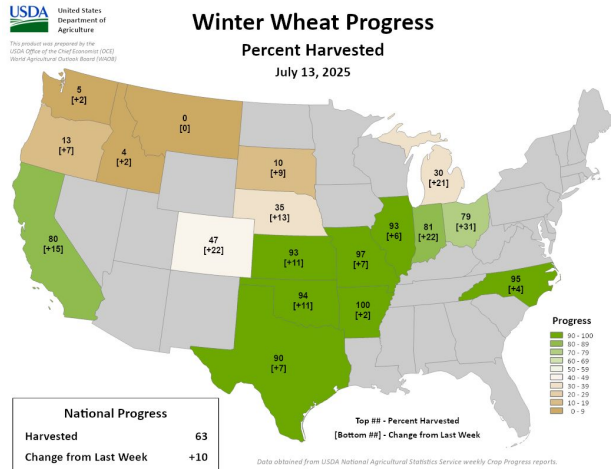 USDA
United States
Department of
Agriculture
This product was prepared by the
USDA Office of the Chief Economist (OCE)
World Agricultural Outlook Board (WAOB)
Winter Wheat Progress
Percent Harvested
July 13, 2025
5
[+2]
0
[0]
13
[+7]
4
[+2]
10
[+9]
30
[+21]
35
[+13]
80
[+15]
47
[+22]
93
[+11]
97
[+7]
93
[+6]
81
[+22]
79
[+31]
94
[+11]
100
[+2]
95
[+4]
90
[+7]
Progress
90 - 100
80 - 89
70 - 79
60 - 69
50 - 59
40 - 49
30 - 39
20 - 29
10 - 19
0 - 9
National Progress
Harvested 63
Change from Last Week +10
Top ## - Percent Harvested
[Bottom ##] - Change from Last Week
Data obtained from USDA National Agricultural Statistics Service weekly Crop Progress reports.